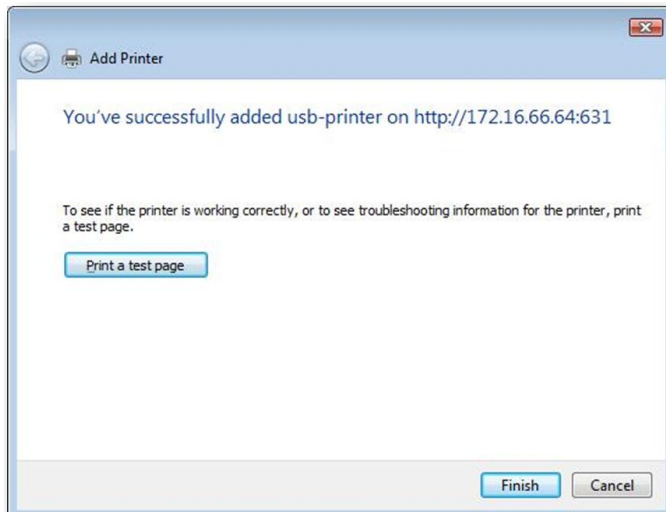 Add Printer
You've successfully added usb-printer on http://172.16.66.64:631
To see if the printer is working correctly, or to see troubleshooting information for the printer, print
a test page.
Print a test page
Finish
Cancel